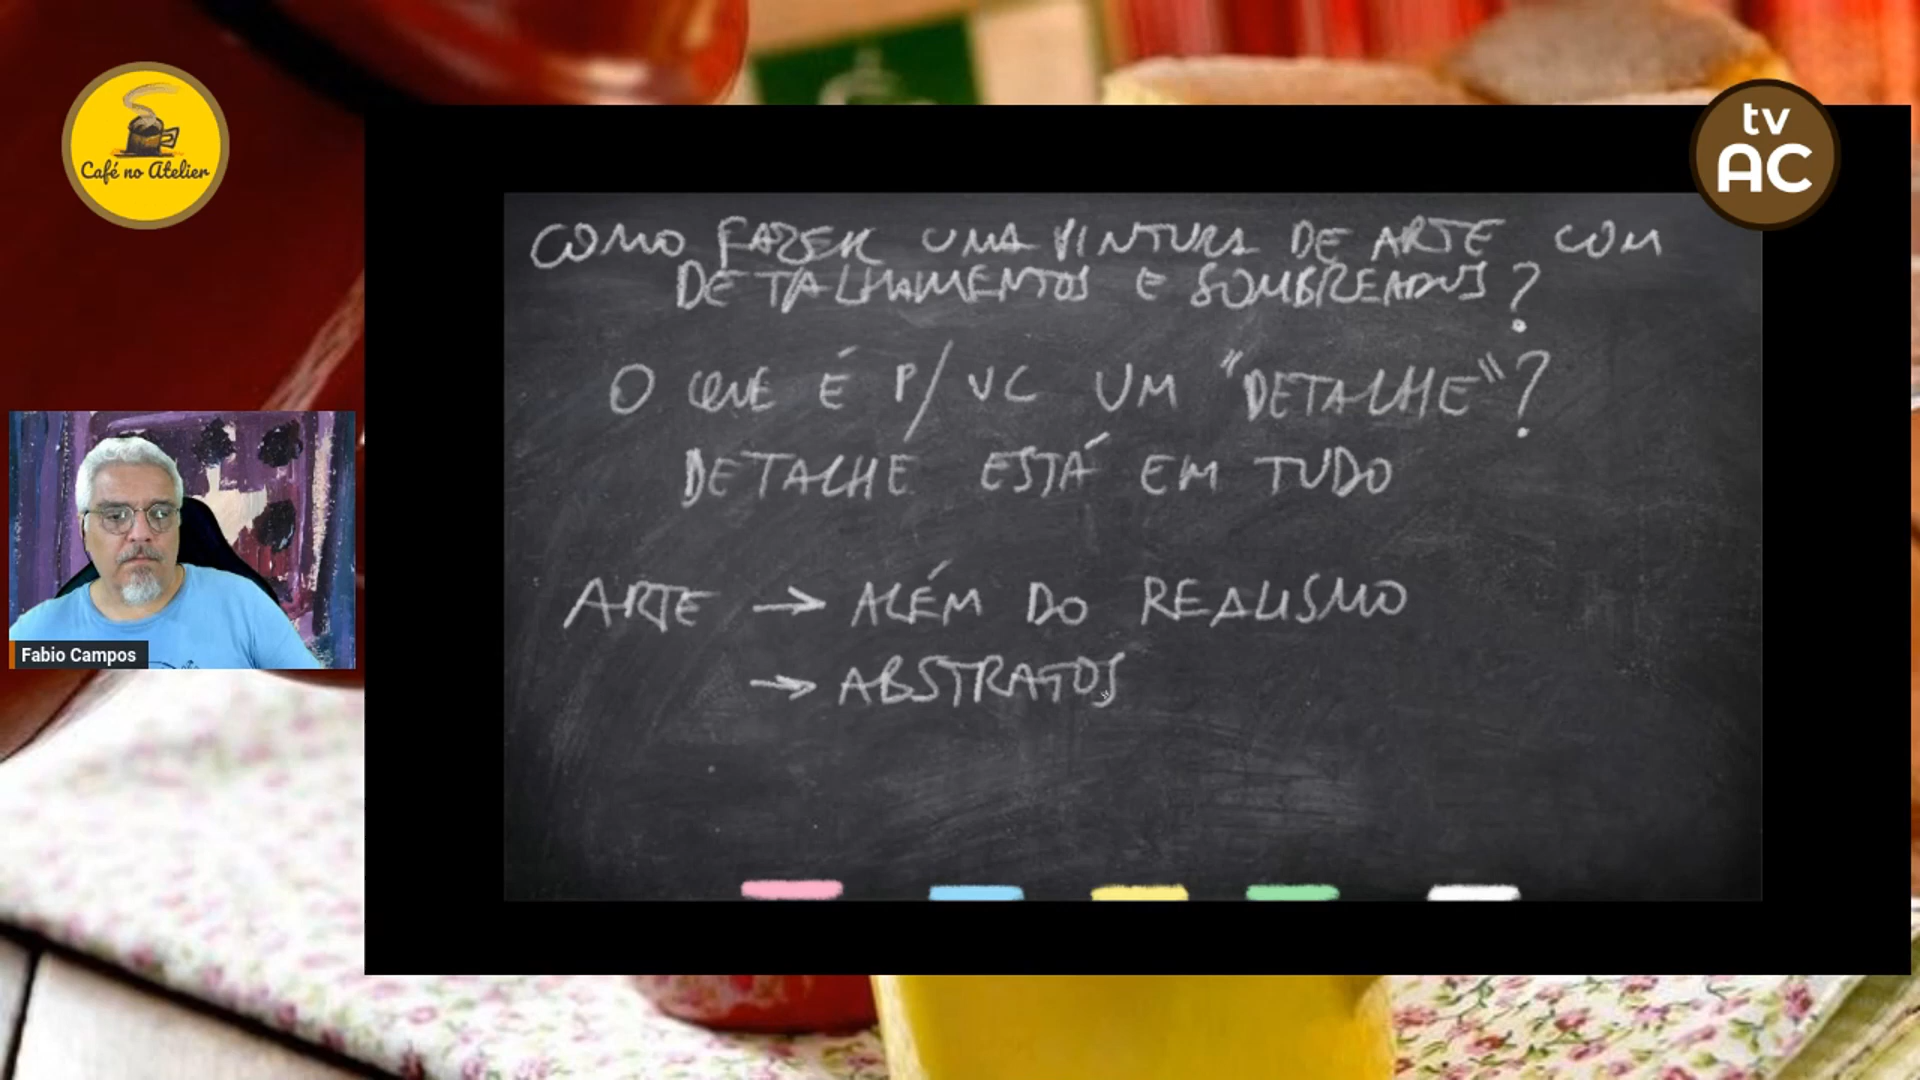 Café no Atelier
tv
AC
COMO FAZER UMA PINTURA DE ARTE COM
DETALHAMENTOS E SOMBREADOS?
O QUE É P/ VC UM "DETALHE"?
DETALHE ESTÁ EM TUDO
ARTE → ALÉM DO REALISMO
→ ABSTRATOS
Fabio Campos